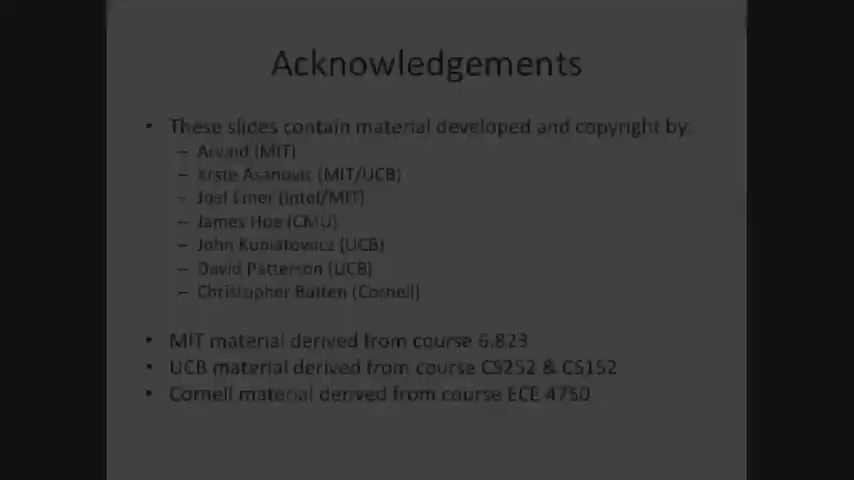 Acknowledgements
• These slides contain material developed and copyright by:
– Arvind (MIT)
– Krste Asanovic (MIT/UCB)
– Joel Emer (Intel/MIT)
– James Hoe (CMU)
– John Kubiatowicz (UCB)
– David Patterson (UCB)
– Christopher Batten (Cornell)
• MIT material derived from course 6.823
• UCB material derived from course CS252 & CS152
• Cornell material derived from course ECE 4750